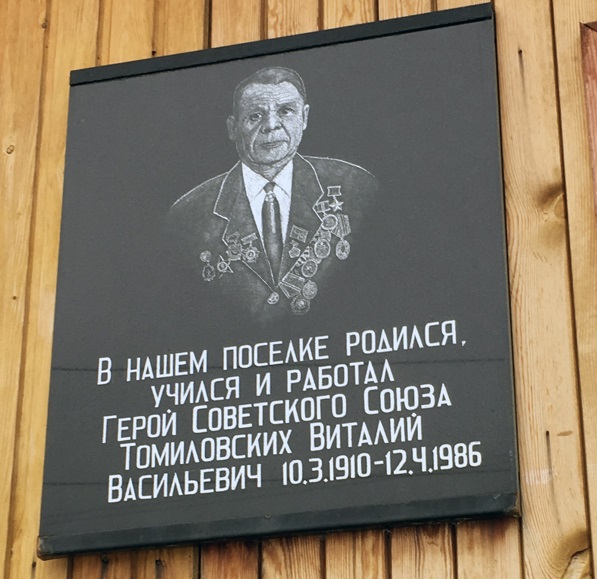 В нашем поселке родился,
учился и работал
Герой Советского Союза
Томиловских Виталий
Васильевич 10.3.1910-12.4.1986